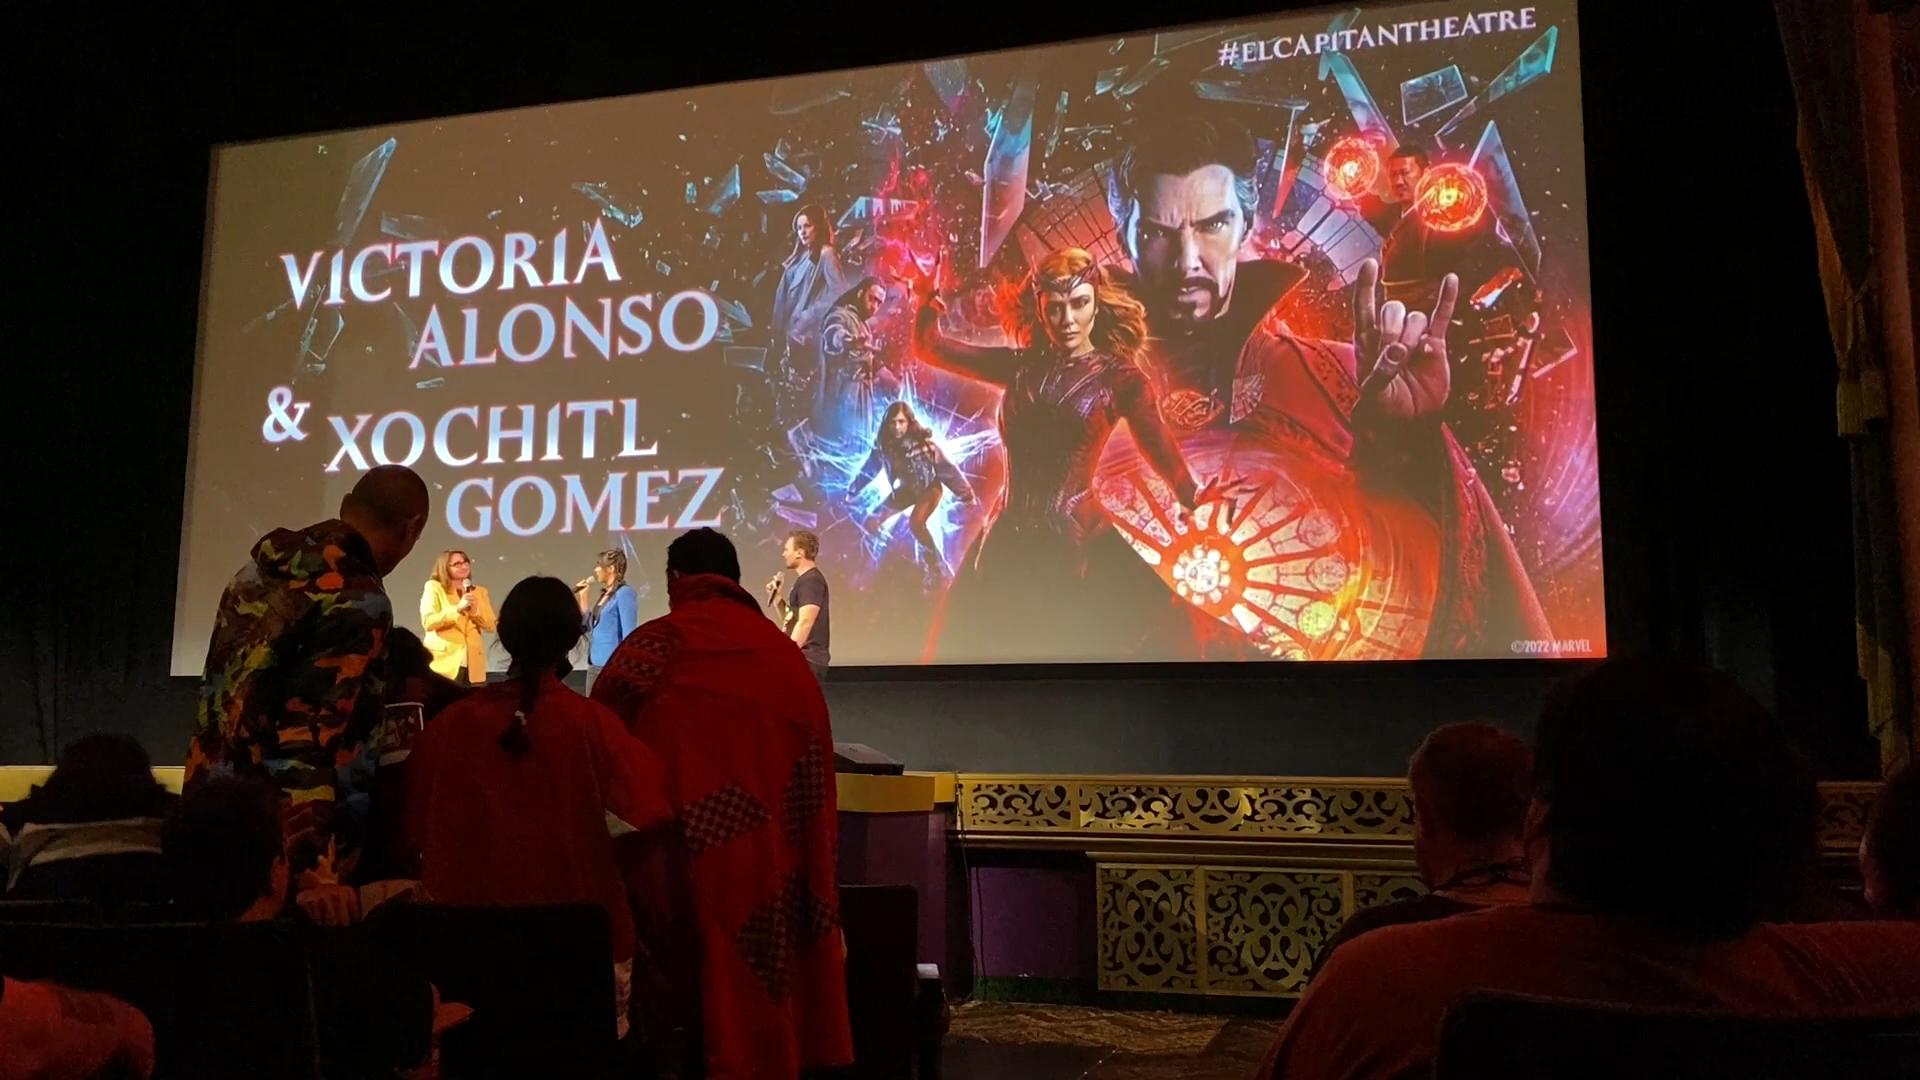 #ELCAPITANTHEATRE
VICTORIA
ALONSO
& XOCHITL
GOMEZ
©2022 MARVEL